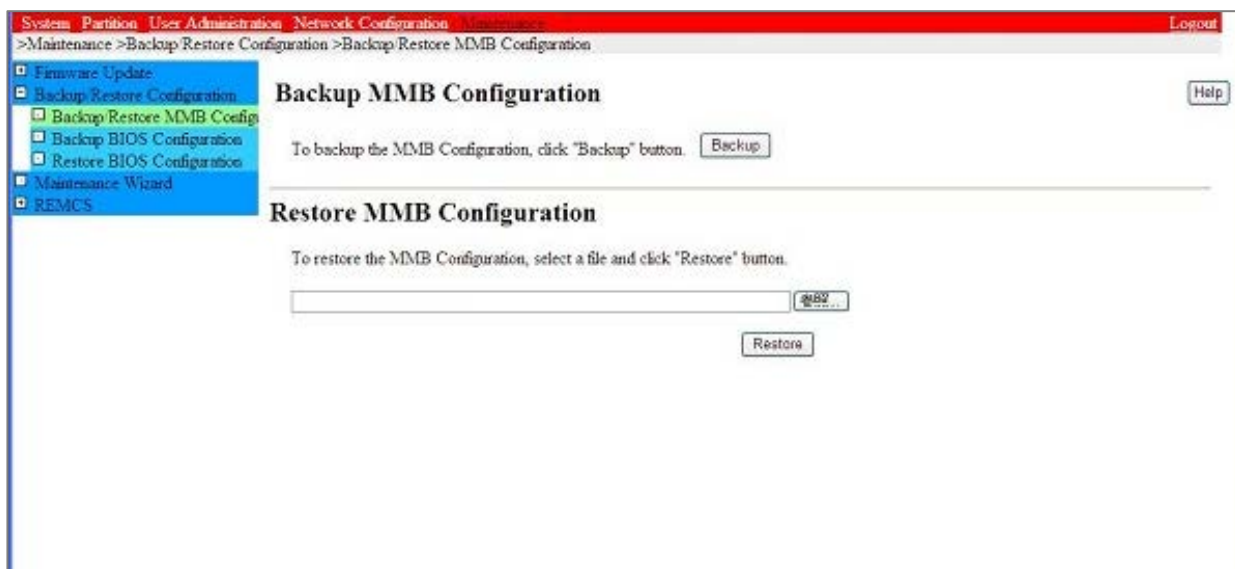 System Partition User Administration Network Configuration Maintenance Logout
>Maintenance >Backup/Restore Configuration >Backup/Restore MMB Configuration
Firmware Update
Backup/Restore Configuration
Backup/Restore MMB Config
Backup BIOS Configuration
Restore BIOS Configuration
Maintenance Wizard
REMCS
Backup MMB Configuration
Help
To backup the MMB Configuration, click "Backup" button. Backup
Restore MMB Configuration
To restore the MMB Configuration, select a file and click "Restore" button.
Restore